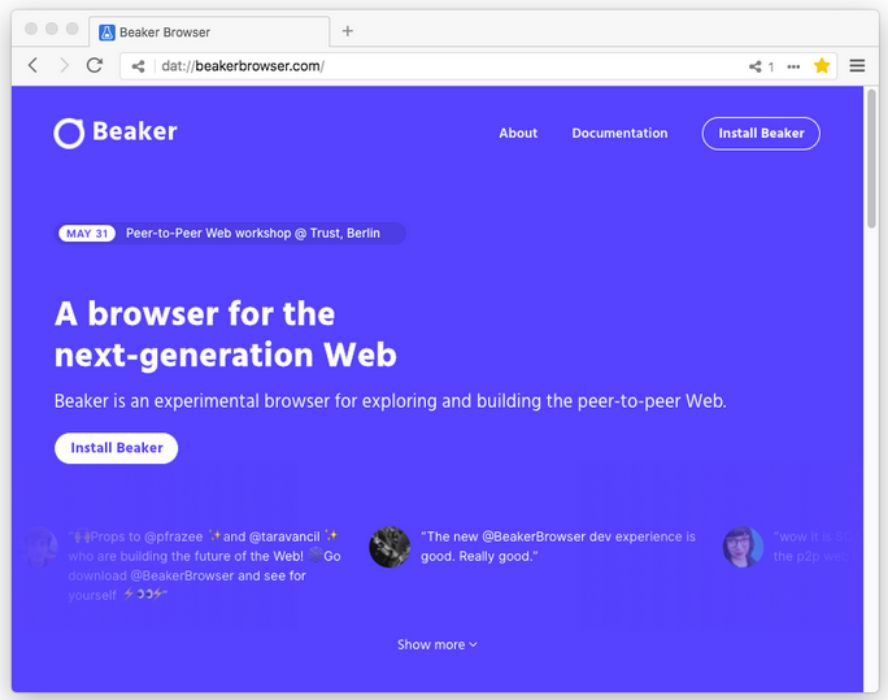 Beaker Browser
dat://beakerbrowser.com/
1
Beaker
About
Documentation
Install Beaker
MAY 31 Peer-to-Peer Web workshop @ Trust, Berlin
A browser for the
next-generation Web
Beaker is an experimental browser for exploring and building the peer-to-peer Web.
Install Beaker
"🙌Props to @pfrazee ✨and @taravancil ✨
who are building the future of the Web! Go
download @BeakerBrowser and see for
yourself ⚡👀⚡"
“The new @BeakerBrowser dev experience is
good. Really good.”
"wow it is SO
the p2p web
Show more